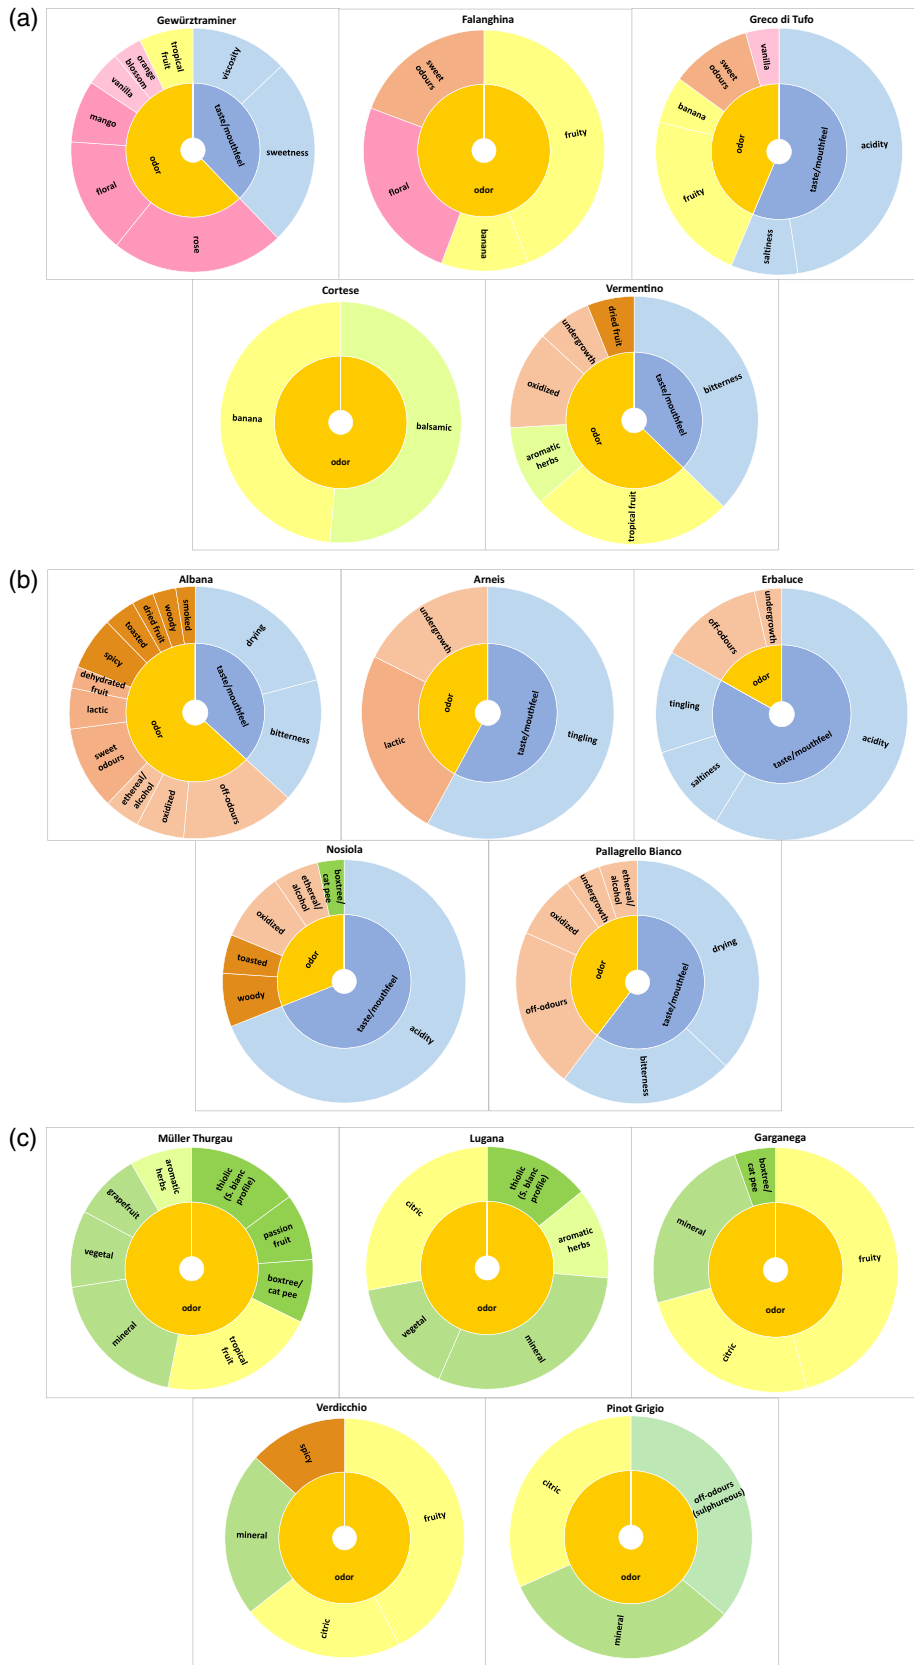 (a)
Gewürztraminer
viscosity
sweetness
rose
floral
mango
vanilla
orange
blossom
tropical
fruit
taste/mouthfeel
odor
Falanghina
fruity
banana
floral
sweet
odours
odor
Greco di Tufo
acidity
saltiness
fruity
banana
sweet
odours
vanilla
taste/mouthfeel
odor
Cortese
balsamic
banana
odor
Vermentino
bitterness
tropical fruit
aromatic
herbs
oxidized
undergrowth
dried fruit
taste/mouthfeel
odor
(b)
Albana
drying
bitterness
off-odours
oxidized
ethereal/
alcohol
sweet
odours
lactic
dehydrated
fruit
spicy
toasted
dried fruit
woody
smoked
taste/mouthfeel
odor
Arneis
tingling
lactic
undergrowth
taste/mouthfeel
odor
Erbaluce
acidity
saltiness
tingling
off-odours
undergrowth
taste/mouthfeel
odor
Nosiola
acidity
woody
toasted
oxidized
ethereal/
alcohol
boxtree/
cat pee
taste/mouthfeel
odor
Pallagrello Bianco
drying
bitterness
off-odours
oxidized
undergrowth
ethereal/
alcohol
taste/mouthfeel
odor
(c)
Müller Thurgau
thiolic
(S. blanc
profile)
passion
fruit
boxtree/
cat pee
tropical
fruit
mineral
vegetal
grapefruit
aromatic
herbs
odor
Lugana
thiolic
(S. blanc
profile)
aromatic
herbs
mineral
vegetal
citric
odor
Garganega
fruity
citric
mineral
boxtree/
cat pee
odor
Verdicchio
fruity
citric
mineral
spicy
odor
Pinot Grigio
off-odours
(sulphureous)
mineral
citric
odor